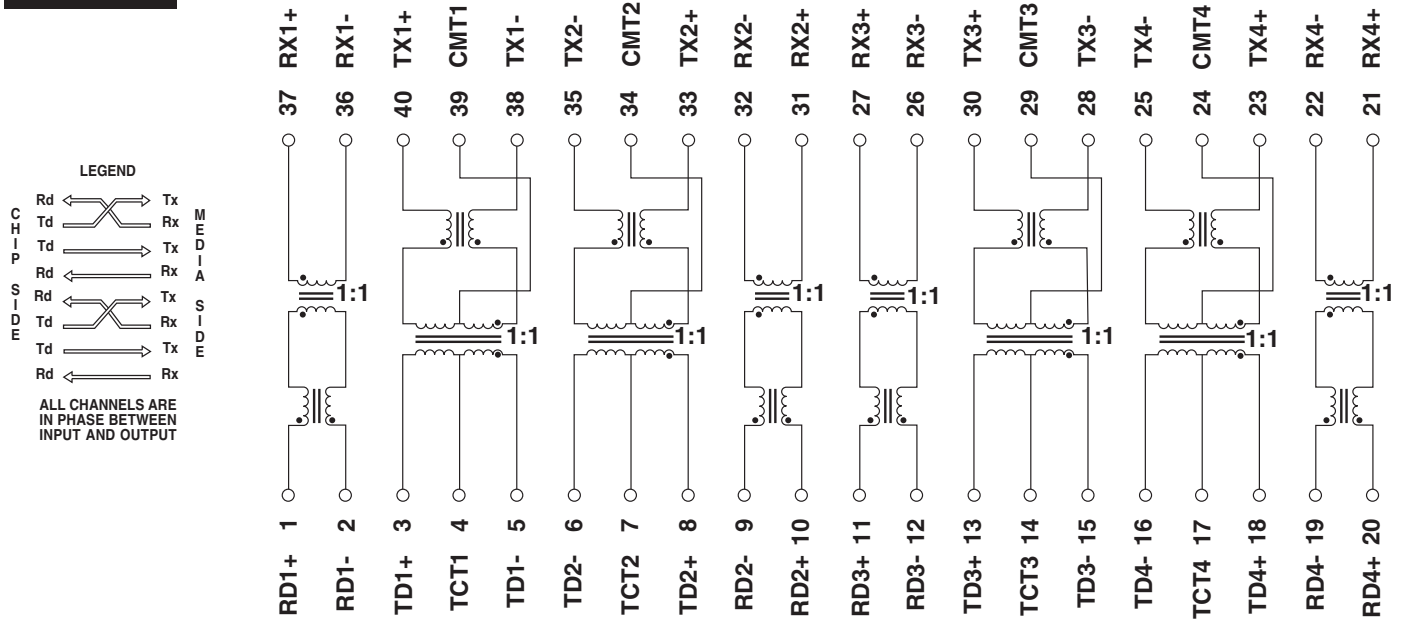 RX1+ RX1- TX1+ CMT1 TX1- TX2- CMT2 TX2+ RX2- RX2+ RX3+ RX3- TX3+ CMT3 TX3- TX4- CMT4 TX4+ RX4- RX4+
37 36 40 39 38 35 34 33 32 31 27 26 30 29 28 25 24 23 22 21
LEGEND
CHIP SIDE
MEDIA SIDE
Rd Tx
Td Rx
Td Tx
Rd Rx
Rd Tx
Td Rx
Td Tx
Rd Rx
ALL CHANNELS ARE
IN PHASE BETWEEN
INPUT AND OUTPUT
1:1 1:1 1:1 1:1
1:1 1:1 1:1 1:1
1 2 3 4 5 6 7 8 9 10 11 12 13 14 15 16 17 18 19 20
RD1+ RD1- TD1+ TCT1 TD1- TD2- TCT2 TD2+ RD2- RD2+ RD3+ RD3- TD3+ TCT3 TD3- TD4- TCT4 TD4+ RD4- RD4+